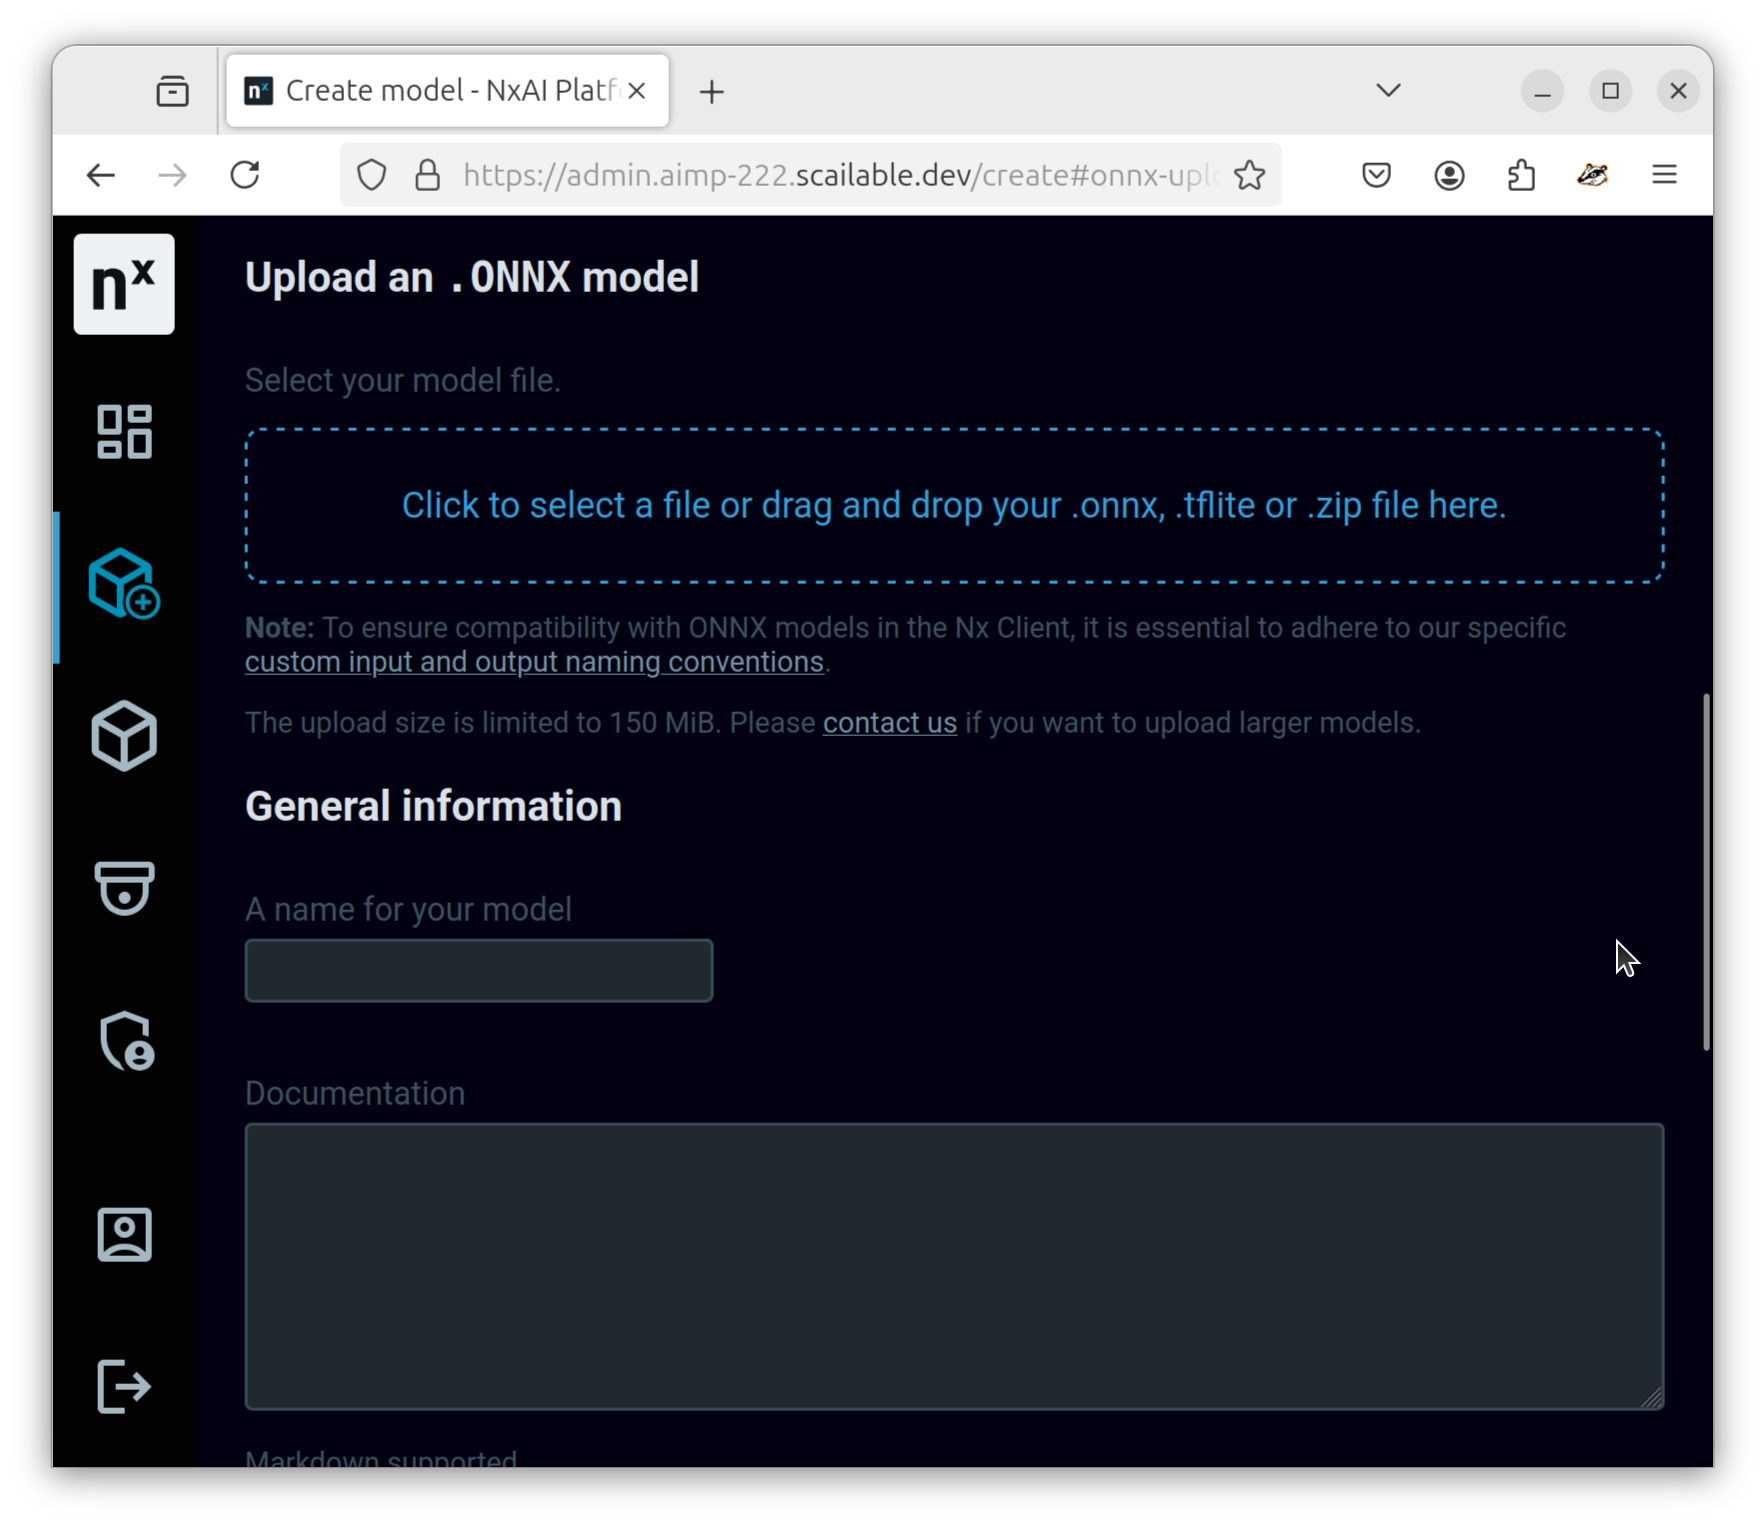 Create model - NxAI Platf
https://admin.aimp-222.scailable.dev/create#onnx-uplo
nx
Upload an .ONNX model
Select your model file.
Click to select a file or drag and drop your .onnx, .tflite or .zip file here.
Note: To ensure compatibility with ONNX models in the Nx Client, it is essential to adhere to our specific
custom input and output naming conventions.
The upload size is limited to 150 MiB. Please contact us if you want to upload larger models.
General information
A name for your model
Documentation
Markdown supported